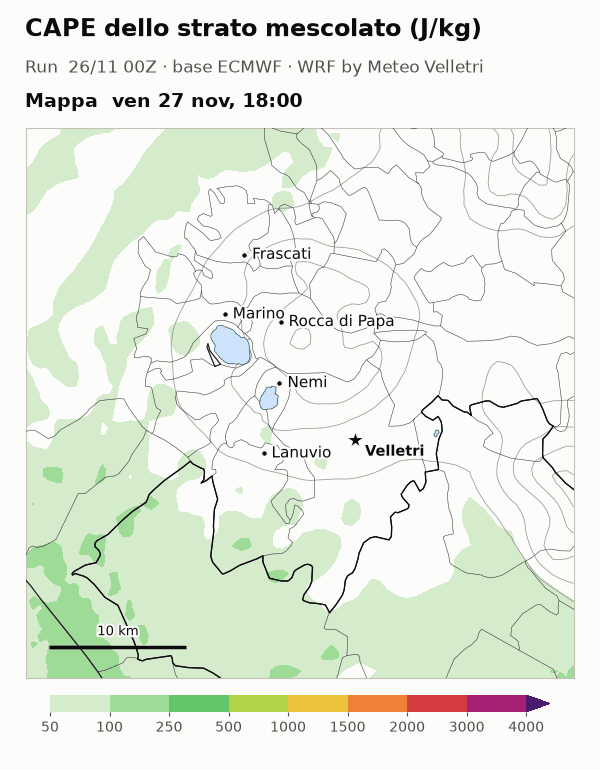 CAPE dello strato mescolato (J/kg)
Run  26/11 00Z · base ECMWF · WRF by Meteo Velletri
Mappa  ven 27 nov, 18:00
Frascati
Marino
Rocca di Papa
Nemi
Velletri
Lanuvio
10 km
50 100 250 500 1000 1500 2000 3000 4000